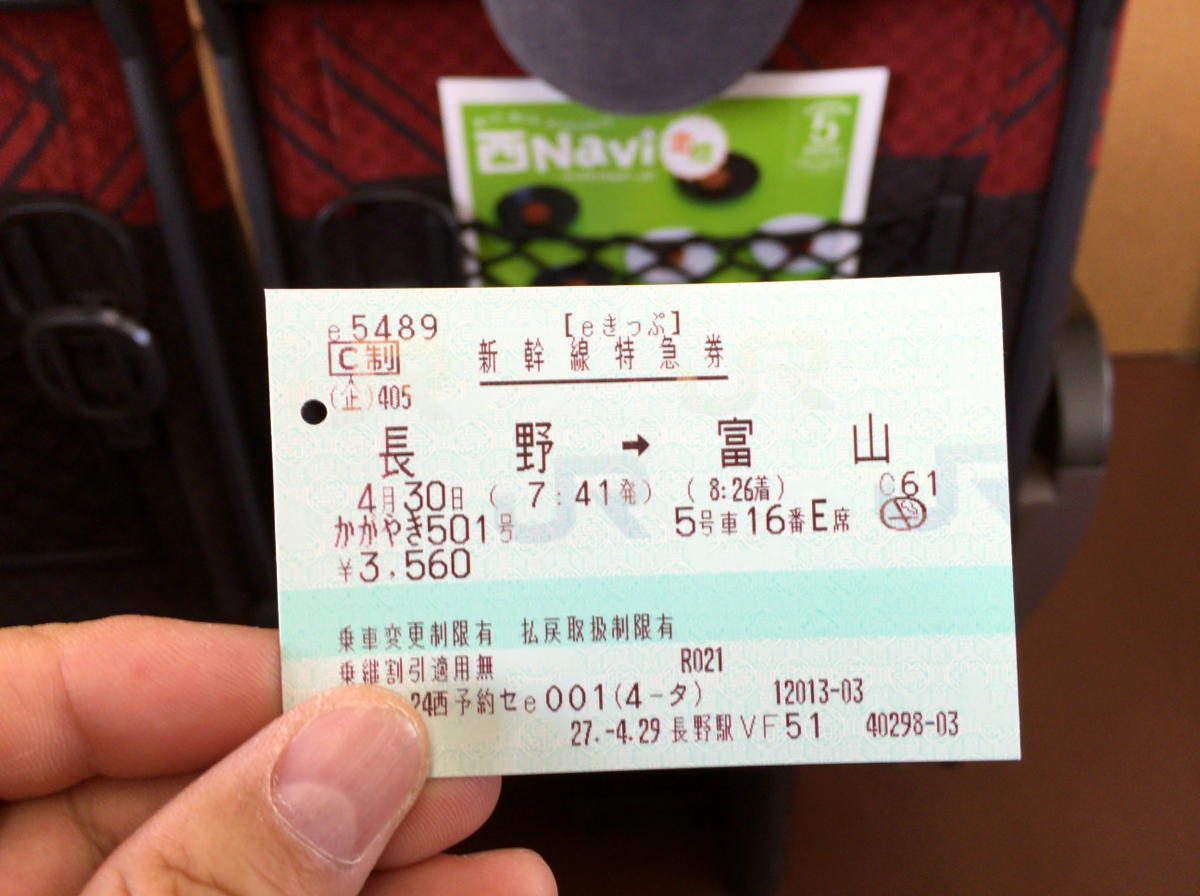 西Navi北陸
5
e5489
[eきっぷ]
C制
新幹線特急券
(企)405
長野 → 富山
4月30日 ( 7:41発) ( 8:26着) C61
かがやき501号 5号車16番E席
¥3,560
乗車変更制限有 払戻取扱制限有
乗継割引適用無 R021
24西予約セe001(4-タ) 12013-03
27.-4.29 長野駅VF51 40298-03